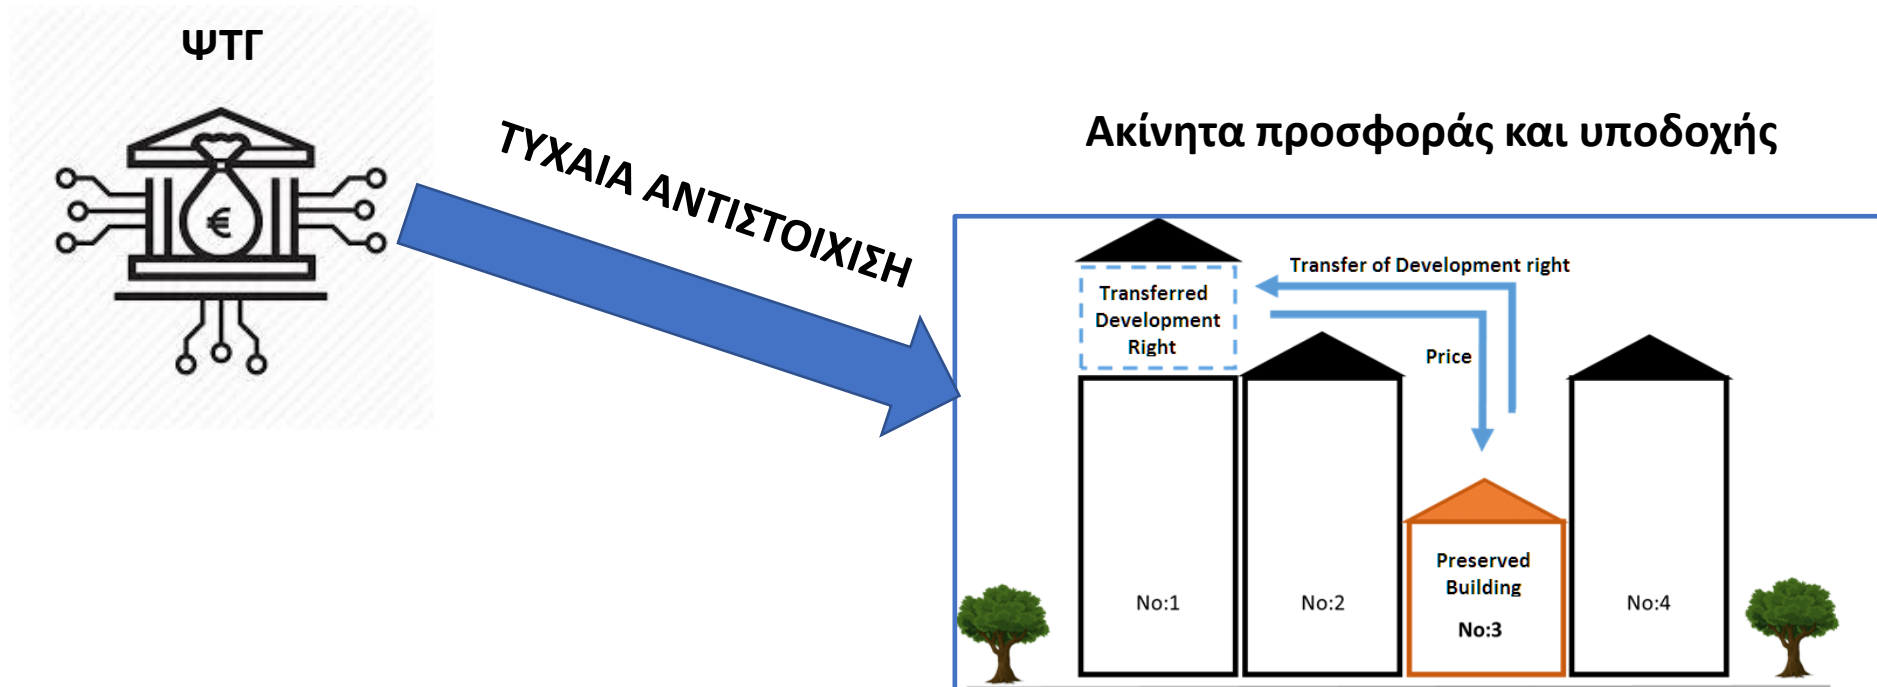 ΨΤΓ
€
ΤΥΧΑΙΑ ΑΝΤΙΣΤΟΙΧΙΣΗ
Ακίνητα προσφοράς και υποδοχής
Transfer of Development right
Transferred
Development
Right
Price
Preserved
Building
No:1
No:2
No:3
No:4